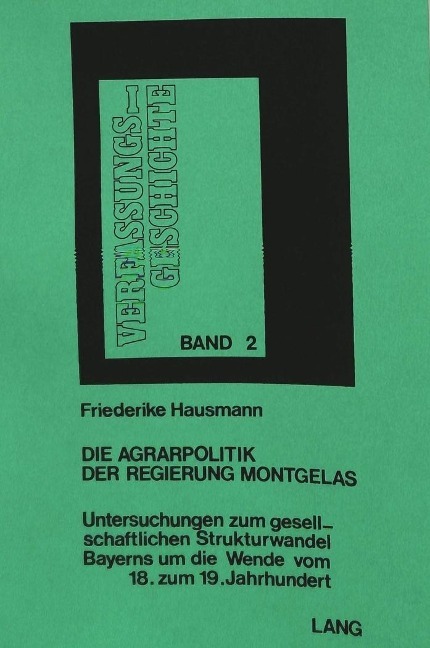 VERFASSUNGS-
GESCHICHTE
BAND 2
Friederike Hausmann
DIE AGRARPOLITIK
DER REGIERUNG MONTGELAS
Untersuchungen zum gesell-
schaftlichen Strukturwandel
Bayerns um die Wende vom
18. zum 19. Jahrhundert
LANG